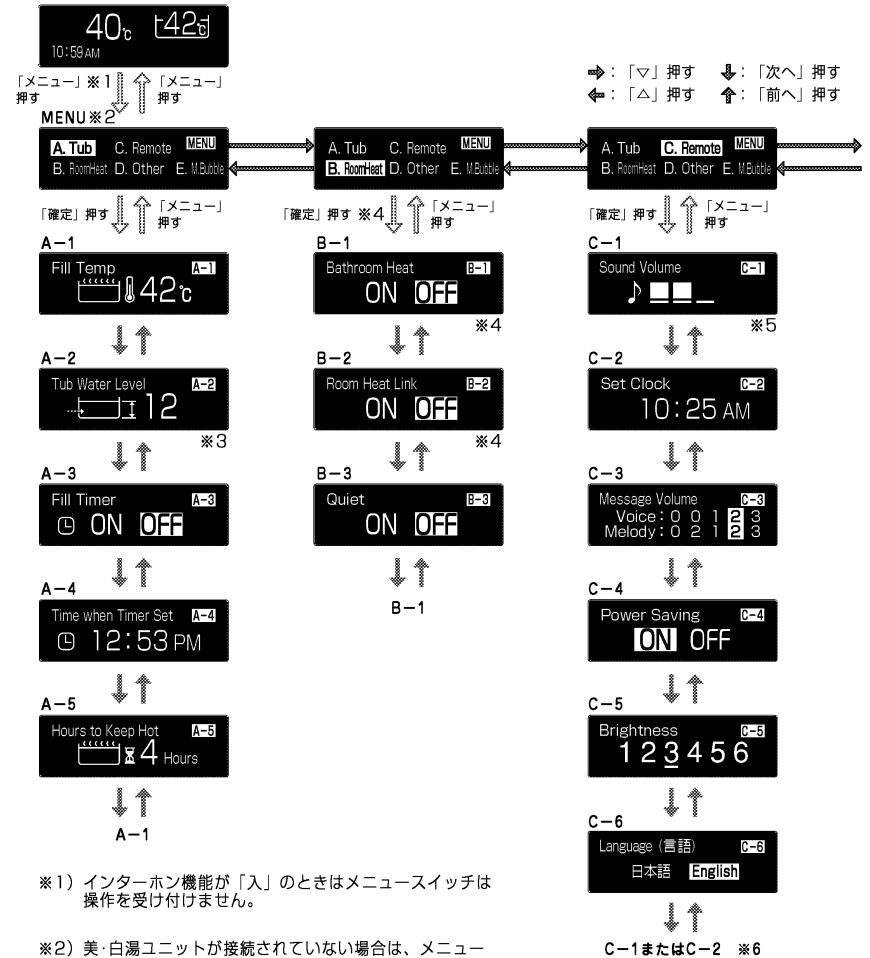 40℃ 42℃
10:59 AM
「メニュー」※1 押す
「メニュー」押す
➡:「▽」押す ⬇:「次へ」押す
⬅:「△」押す ⬆:「前へ」押す
MENU※2
A. Tub C. Remote MENU
B. RoomHeat D. Other E. M.Bubble
A. Tub C. Remote MENU
B. RoomHeat D. Other E. M.Bubble
A. Tub C. Remote MENU
B. RoomHeat D. Other E. M.Bubble
「確定」押す
「メニュー」押す
「確定」押す ※4
「メニュー」押す
「確定」押す
「メニュー」押す
A−1
Fill Temp A-1
42℃
A−2
Tub Water Level A-2
12
※3
A−3
Fill Timer A-3
ON OFF
A−4
Time when Timer Set A-4
12:53 PM
A−5
Hours to Keep Hot A-5
4 Hours
A−1
B−1
Bathroom Heat B-1
ON OFF
※4
B−2
Room Heat Link B-2
ON OFF
※4
B−3
Quiet B-3
ON OFF
B−1
C−1
Sound Volume C-1
♪
※5
C−2
Set Clock C-2
10:25 AM
C−3
Message Volume C-3
Voice:0 0 1 2 3
Melody:0 2 1 2 3
C−4
Power Saving C-4
ON OFF
C−5
Brightness C-5
1 2 3 4 5 6
C−6
Language (言語) C-6
日本語 English
C−1またはC−2 ※6
※1) インターホン機能が「入」のときはメニュースイッチは
操作を受け付けません。
※2) 美･白湯ユニットが接続されていない場合は、メニュー